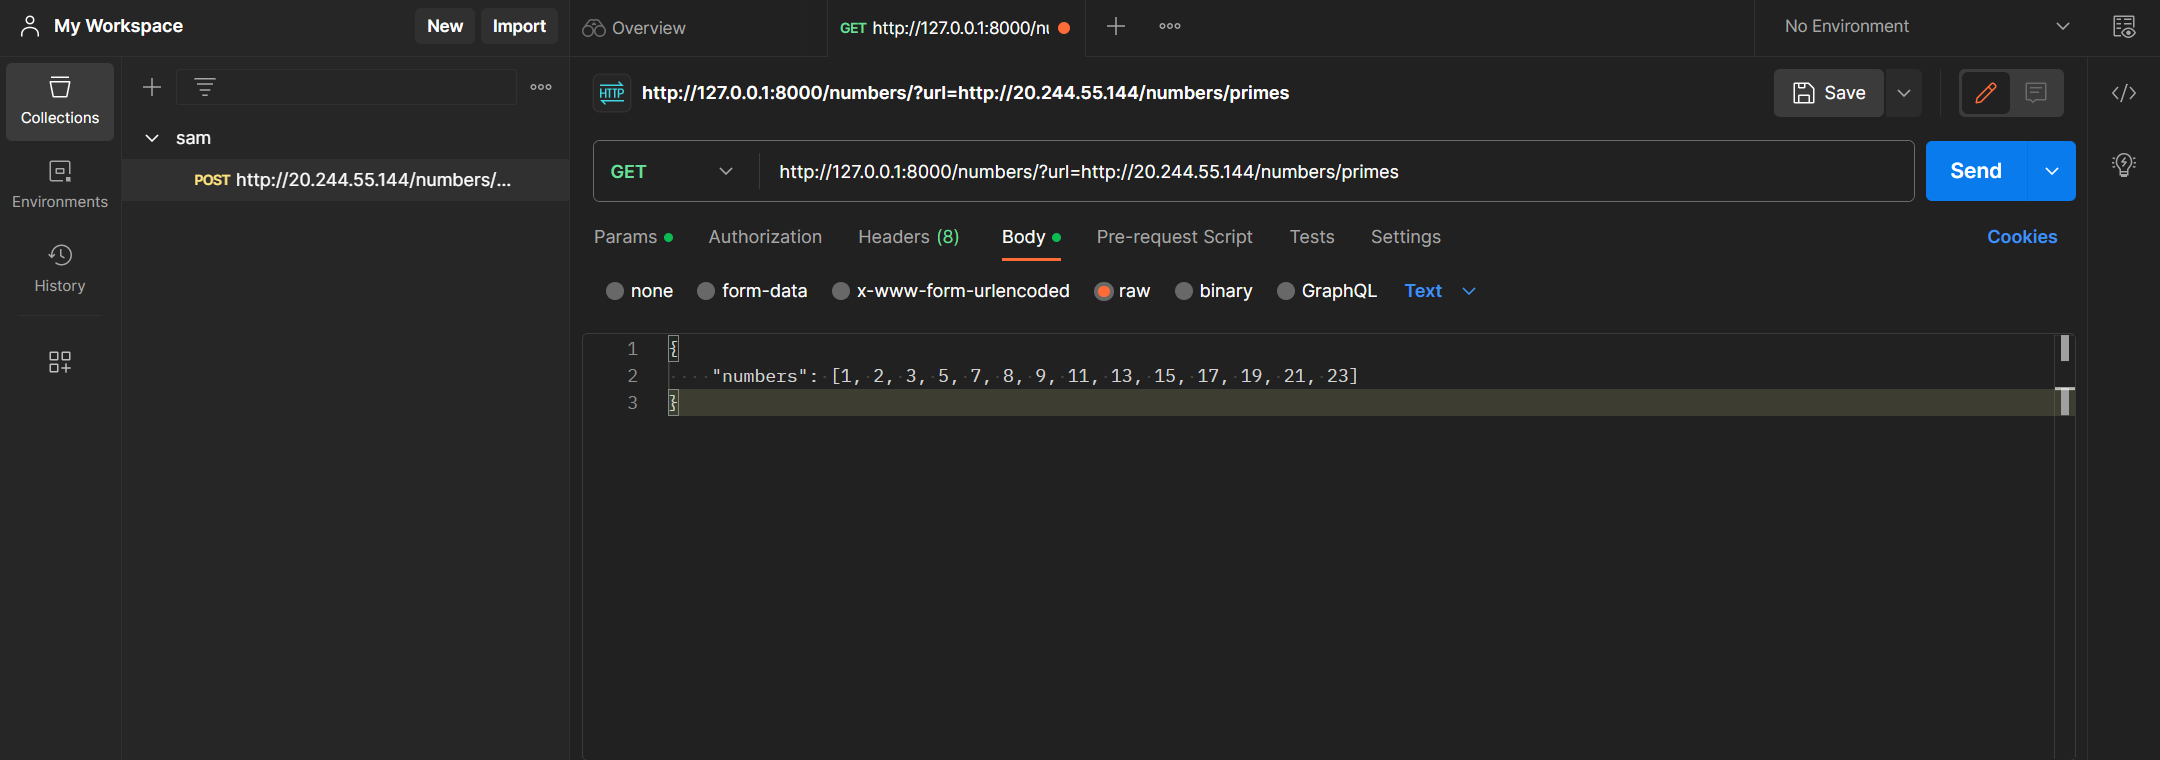 My Workspace
New
Import
Overview
GET http://127.0.0.1:8000/nu
No Environment
Collections
Environments
History
sam
POST http://20.244.55.144/numbers/...
HTTP
http://127.0.0.1:8000/numbers/?url=http://20.244.55.144/numbers/primes
Save
GET
http://127.0.0.1:8000/numbers/?url=http://20.244.55.144/numbers/primes
Send
Params
Authorization
Headers (8)
Body
Pre-request Script
Tests
Settings
Cookies
none
form-data
x-www-form-urlencoded
raw
binary
GraphQL
Text
1 {
2     "numbers": [1, 2, 3, 5, 7, 8, 9, 11, 13, 15, 17, 19, 21, 23]
3 }